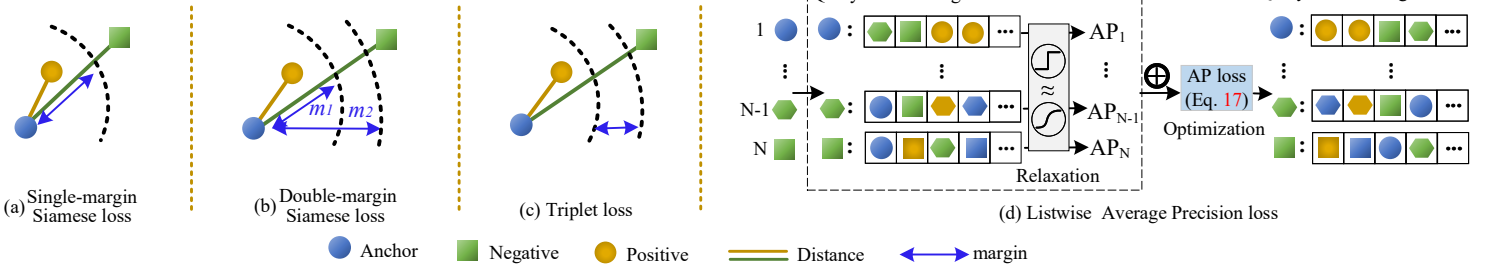 1
AP1
N-1
APN-1
N
APN
≈
AP loss
(Eq. 17)
Optimization
Relaxation
m1
m2
(a) Single-margin
Siamese loss
(b) Double-margin
Siamese loss
(c) Triplet loss
(d) Listwise Average Precision loss
Anchor
Negative
Positive
Distance
margin